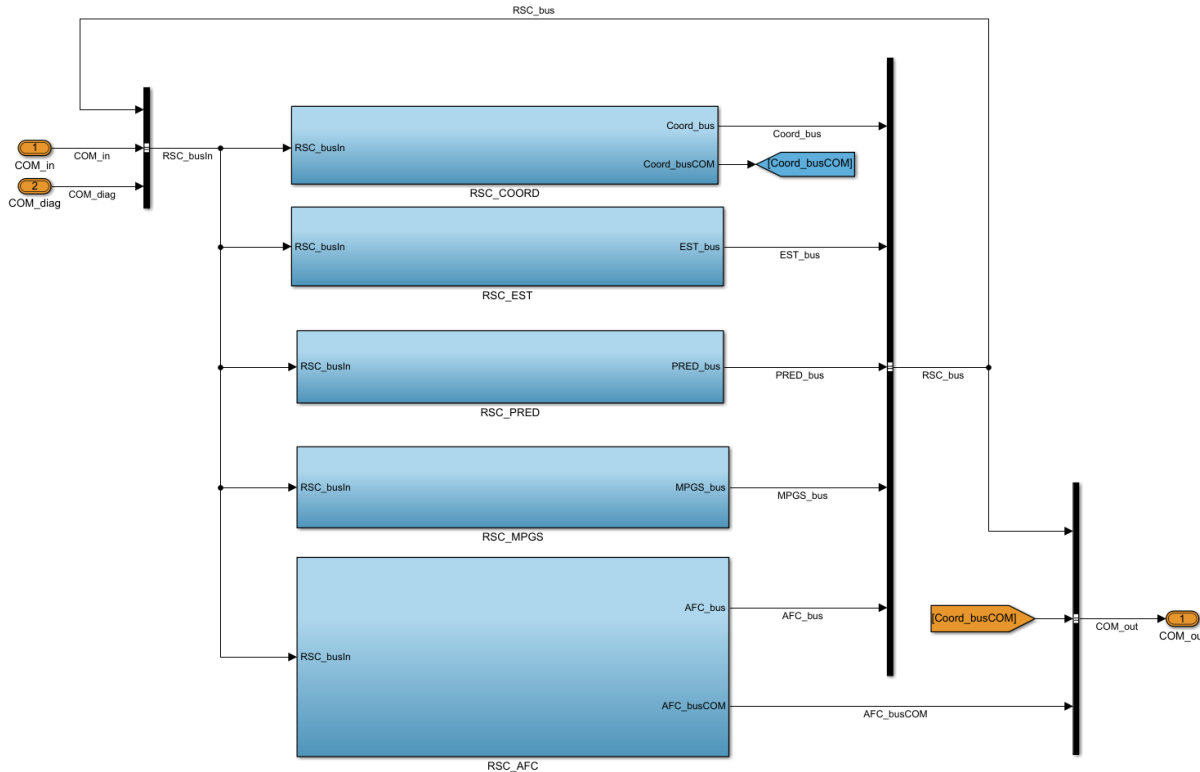 RSC_bus
1
COM_in
COM_in
2
COM_diag
COM_diag
RSC_busIn
RSC_busIn
Coord_bus
Coord_busCOM
RSC_COORD
Coord_bus
[Coord_busCOM]
RSC_busIn
EST_bus
RSC_EST
EST_bus
RSC_busIn
PRED_bus
RSC_PRED
PRED_bus
RSC_bus
RSC_busIn
MPGS_bus
RSC_MPGS
MPGS_bus
RSC_busIn
AFC_bus
AFC_busCOM
RSC_AFC
AFC_bus
AFC_busCOM
[Coord_busCOM]
COM_out
1
COM_ou